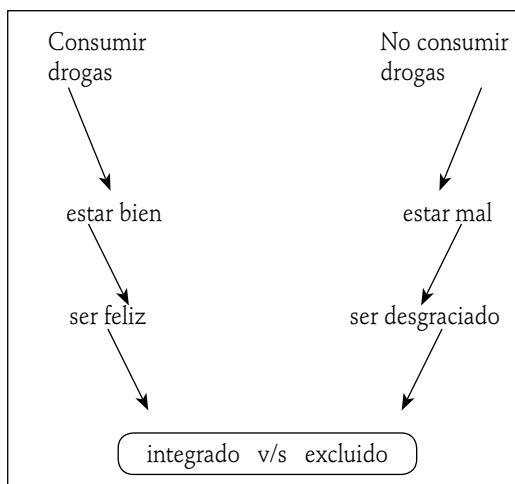 Consumir
drogas
No consumir
drogas
estar bien
estar mal
ser feliz
ser desgraciado
integrado v/s excluido